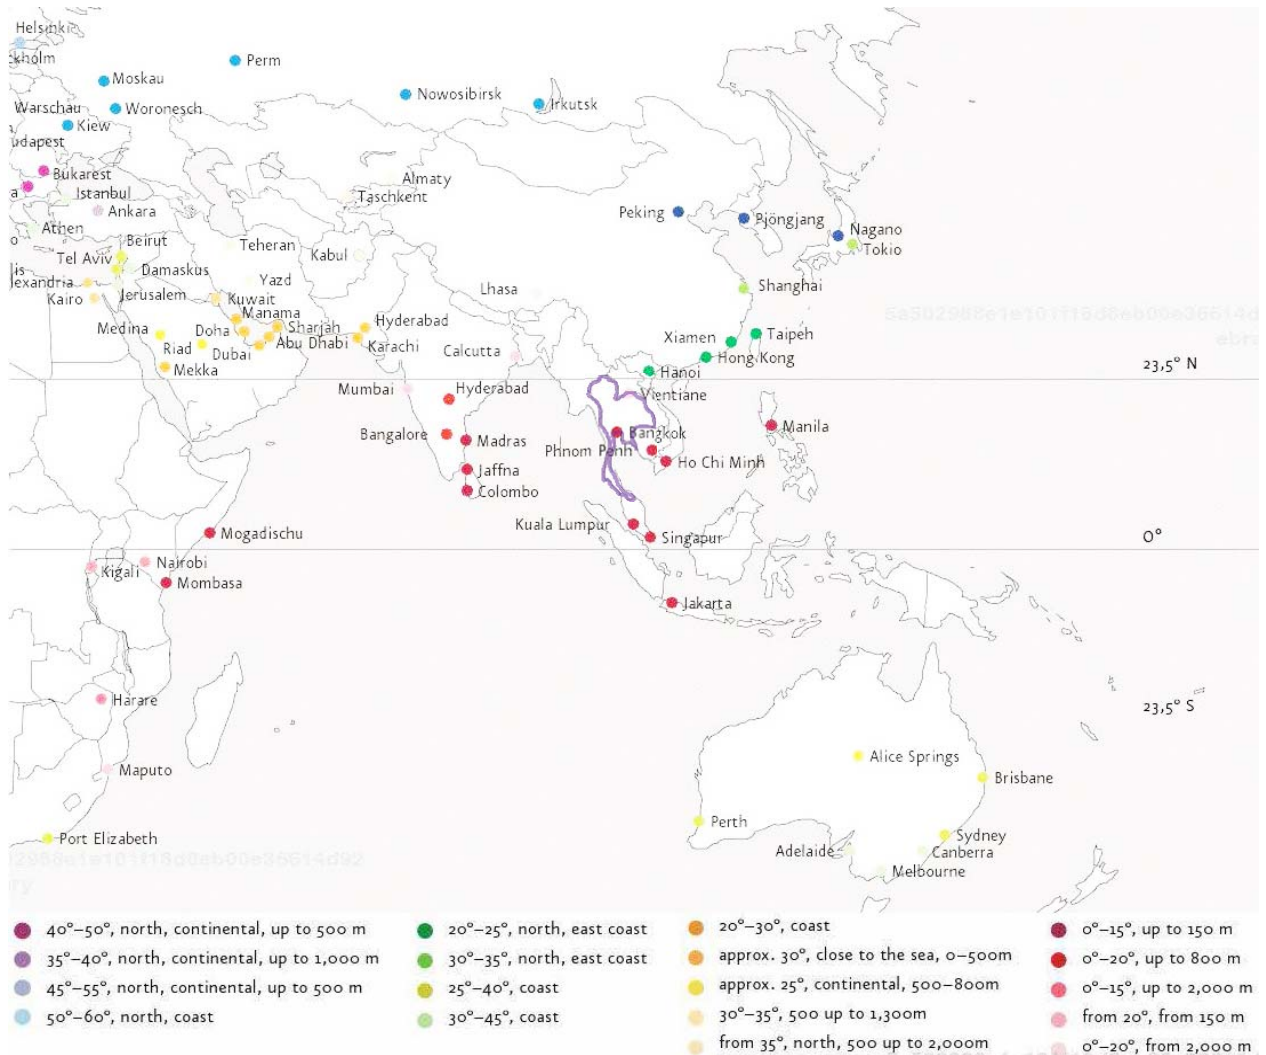 Helsinki
ckholm
Perm
Moskau
Nowosibirsk
Irkutsk
Warschau
Woronesch
Kiew
udapest
Bukarest
Almaty
a
Istanbul
Taschkent
Ankara
Peking
Pjöngjang
Athen
Nagano
o
Beirut
Teheran
Kabul
Tokio
Tel Aviv
lis
Damaskus
Yazd
lexandria
Jerusalem
Lhasa
Shanghai
Kairo
Kuwait
Manama
Medina
Doha
Sharjah
Hyderabad
Xiamen
Taipeh
Riad
Dubai
Abu Dhabi
Karachi
Calcutta
Hong Kong
Mekka
Hanoi
23,5° N
Mumbai
Hyderabad
Vientiane
Bangalore
Madras
Bangkok
Manila
Phnom Penh
Jaffna
Ho Chi Minh
Colombo
Kuala Lumpur
Mogadischu
Singapur
0°
Nairobi
Kigali
Mombasa
Jakarta
Harare
23,5° S
Maputo
Alice Springs
Brisbane
Port Elizabeth
Perth
Sydney
Adelaide
Canberra
Melbourne
40°–50°, north, continental, up to 500 m
35°–40°, north, continental, up to 1,000 m
45°–55°, north, continental, up to 500 m
50°–60°, north, coast
20°–25°, north, east coast
30°–35°, north, east coast
25°–40°, coast
30°–45°, coast
20°–30°, coast
approx. 30°, close to the sea, 0–500m
approx. 25°, continental, 500–800m
30°–35°, 500 up to 1,300m
from 35°, north, 500 up to 2,000m
0°–15°, up to 150 m
0°–20°, up to 800 m
0°–15°, up to 2,000 m
from 20°, from 150 m
0°–20°, from 2,000 m